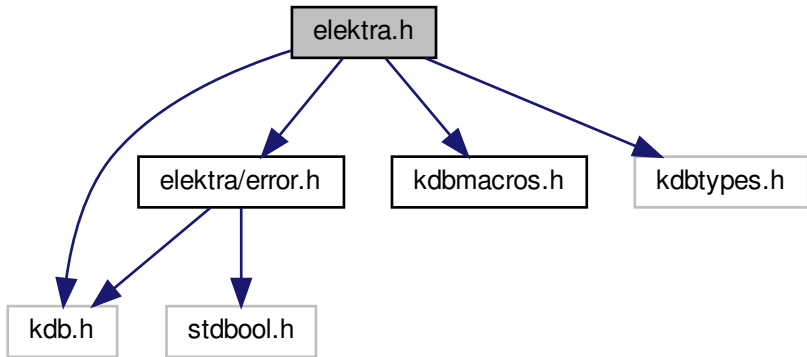 elektra.h
elektra/error.h
kdbmacros.h
kdbtypes.h
kdb.h
stdbool.h